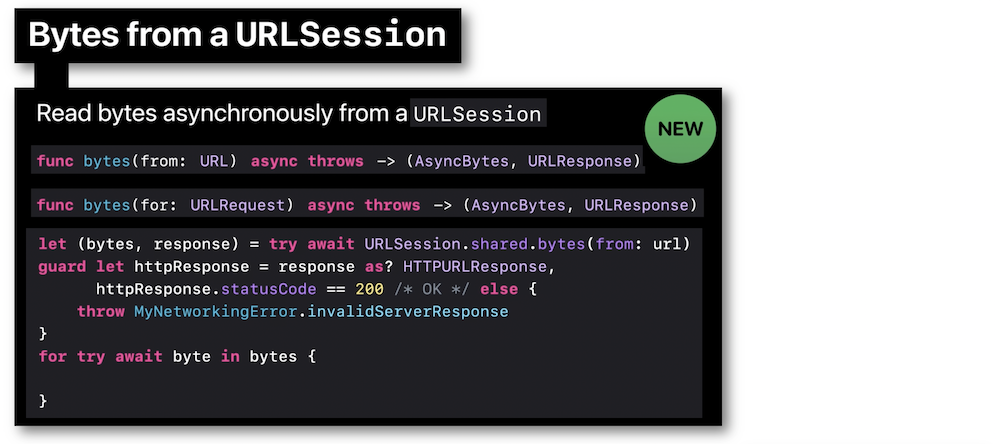 Bytes from a URLSession
Read bytes asynchronously from a URLSession
NEW
func bytes(from: URL) async throws -> (AsyncBytes, URLResponse)
func bytes(for: URLRequest) async throws -> (AsyncBytes, URLResponse)
let (bytes, response) = try await URLSession.shared.bytes(from: url)
guard let httpResponse = response as? HTTPURLResponse,
      httpResponse.statusCode == 200 /* OK */ else {
    throw MyNetworkingError.invalidServerResponse
}
for try await byte in bytes {
}